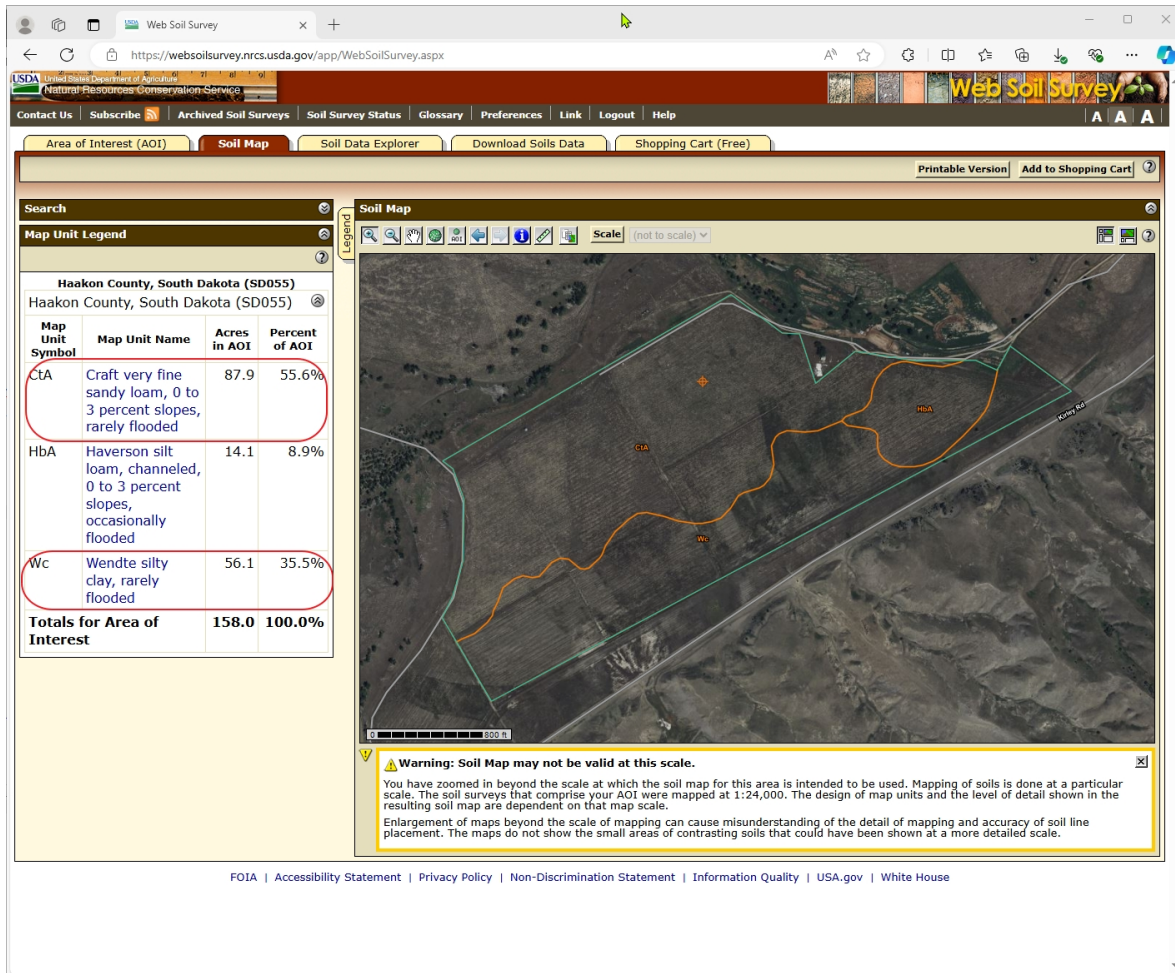 Web Soil Survey
https://websoilsurvey.nrcs.usda.gov/app/WebSoilSurvey.aspx
USDA United States Department of Agriculture
Natural Resources Conservation Service
Web Soil Survey
Contact Us Subscribe Archived Soil Surveys Soil Survey Status Glossary Preferences Link Logout Help A A A
Area of Interest (AOI) Soil Map Soil Data Explorer Download Soils Data Shopping Cart (Free)
Printable Version Add to Shopping Cart ?
Search
Map Unit Legend
?
Haakon County, South Dakota (SD055)
Haakon County, South Dakota (SD055)
Map Unit Symbol Map Unit Name Acres in AOI Percent of AOI
CtA Craft very fine 87.9 55.6%
sandy loam, 0 to
3 percent slopes,
rarely flooded
HbA Haverson silt 14.1 8.9%
loam, channeled,
0 to 3 percent
slopes,
occasionally
flooded
Wc Wendte silty 56.1 35.5%
clay, rarely
flooded
Totals for Area of 158.0 100.0%
Interest
Legend
Soil Map
AOI
Scale (not to scale) ?
HbA
Kirley Rd
CtA
Wc
0 800 ft
Warning: Soil Map may not be valid at this scale.
You have zoomed in beyond the scale at which the soil map for this area is intended to be used. Mapping of soils is done at a particular
scale. The soil surveys that comprise your AOI were mapped at 1:24,000. The design of map units and the level of detail shown in the
resulting soil map are dependent on that map scale.
Enlargement of maps beyond the scale of mapping can cause misunderstanding of the detail of mapping and accuracy of soil line
placement. The maps do not show the small areas of contrasting soils that could have been shown at a more detailed scale.
FOIA | Accessibility Statement | Privacy Policy | Non-Discrimination Statement | Information Quality | USA.gov | White House